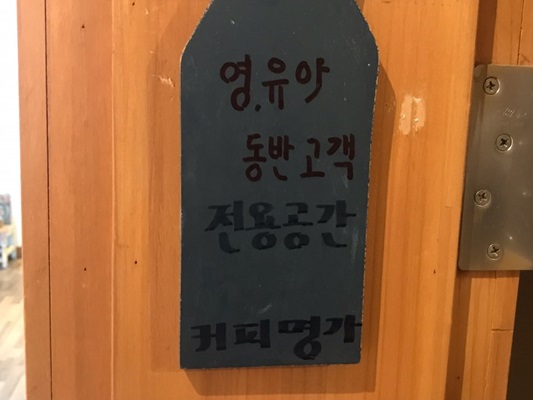 영.유아
동반 고객
전용공간
커피명가